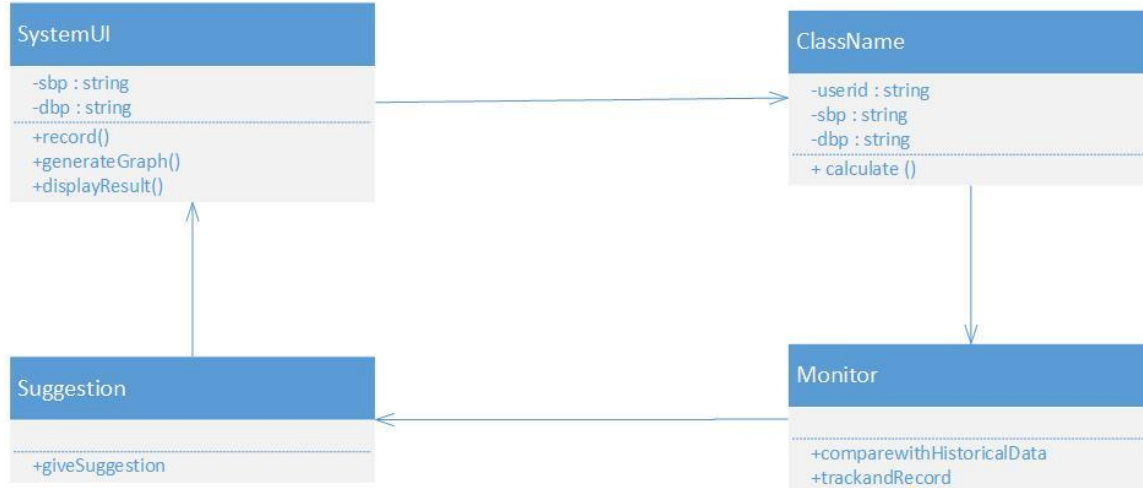 SystemUI
-sbp : string
-dbp : string
+record()
+generateGraph()
+displayResult()
ClassName
-userid : string
-sbp : string
-dbp : string
+ calculate ()
Suggestion
+giveSuggestion
Monitor
+comparewithHistoricalData
+trackandRecord